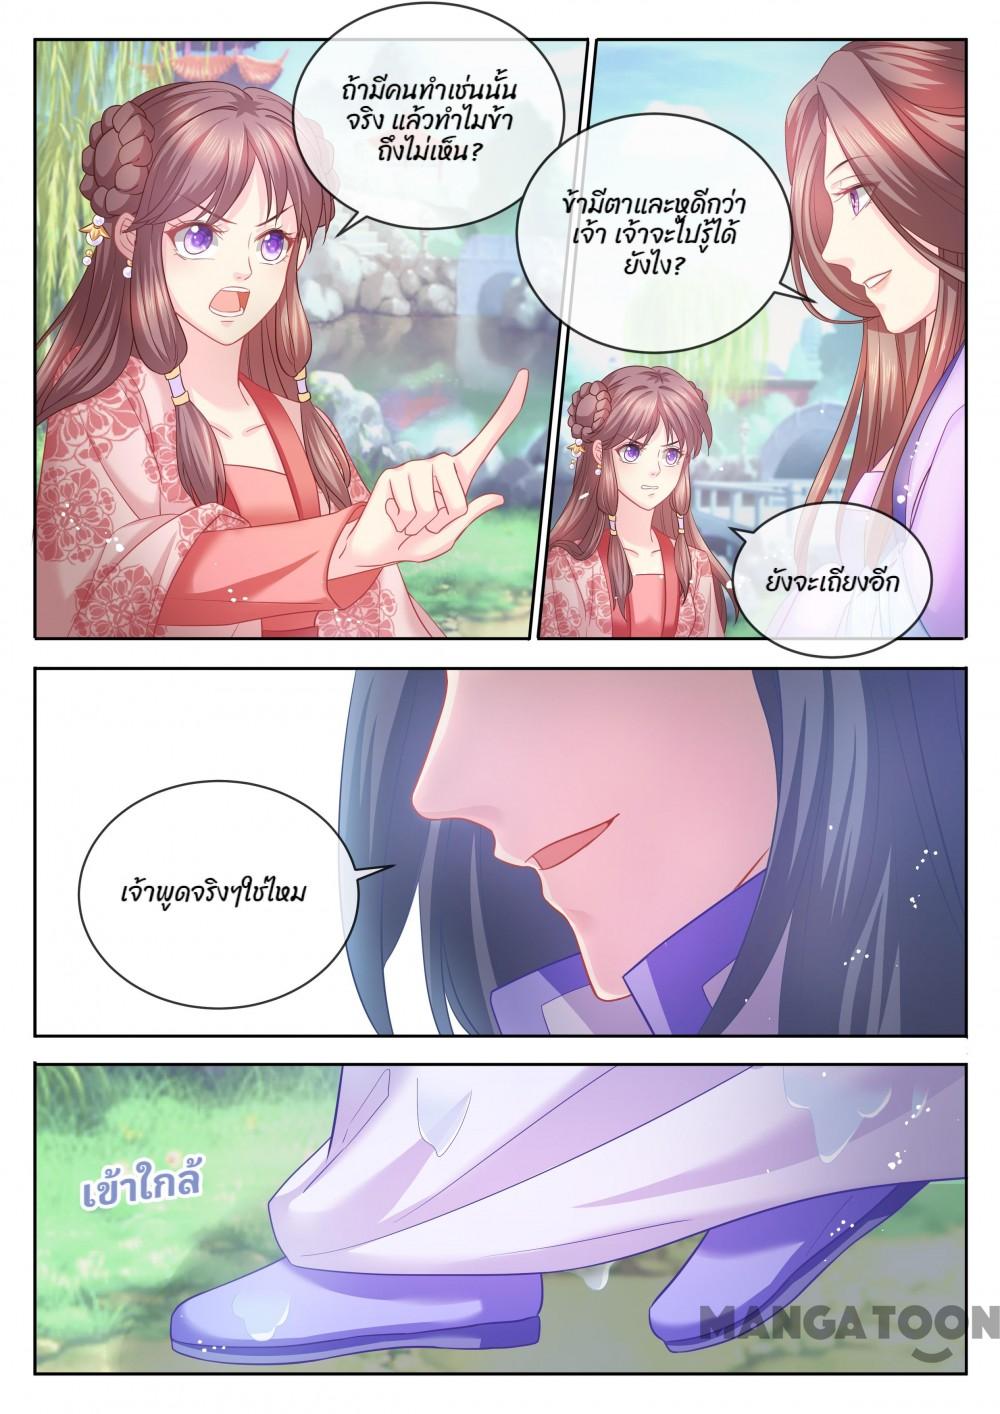 ถ้ามีคนทำเช่นนั้น
จริง แล้วทำไมข้า
ถึงไม่เห็น?
ข้ามีตาและหูดีกว่า
เจ้า เจ้าจะไปรู้ได้
ยังไง?
ยังจะเถียงอีก
เจ้าพูดจริงๆใช่ไหม
เข้าใกล้
MANGATOON